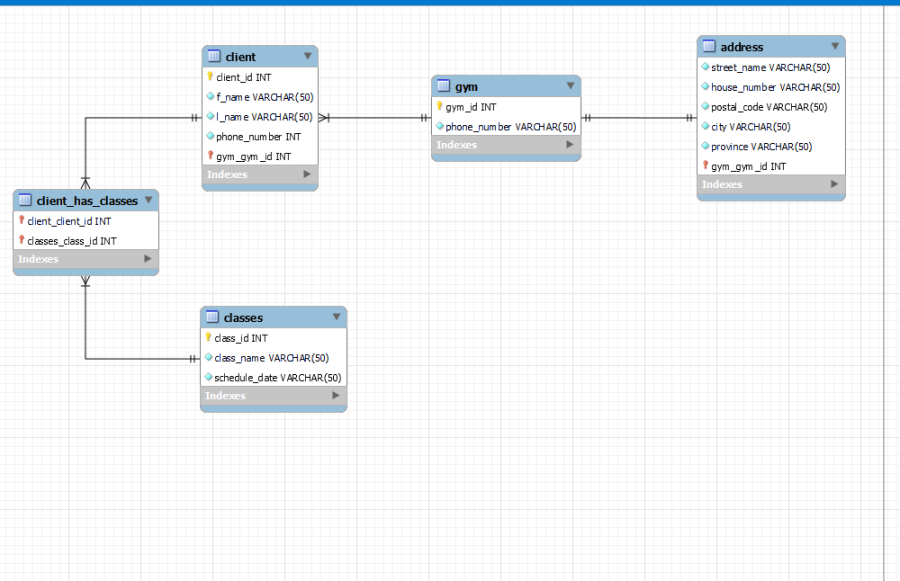 client
client_id INT
f_name VARCHAR(50)
l_name VARCHAR(50)
phone_number INT
gym_gym_id INT
Indexes
gym
gym_id INT
phone_number VARCHAR(50)
Indexes
address
street_name VARCHAR(50)
house_number VARCHAR(50)
postal_code VARCHAR(50)
city VARCHAR(50)
province VARCHAR(50)
gym_gym_id INT
Indexes
client_has_classes
client_client_id INT
classes_class_id INT
Indexes
classes
class_id INT
class_name VARCHAR(50)
schedule_date VARCHAR(50)
Indexes